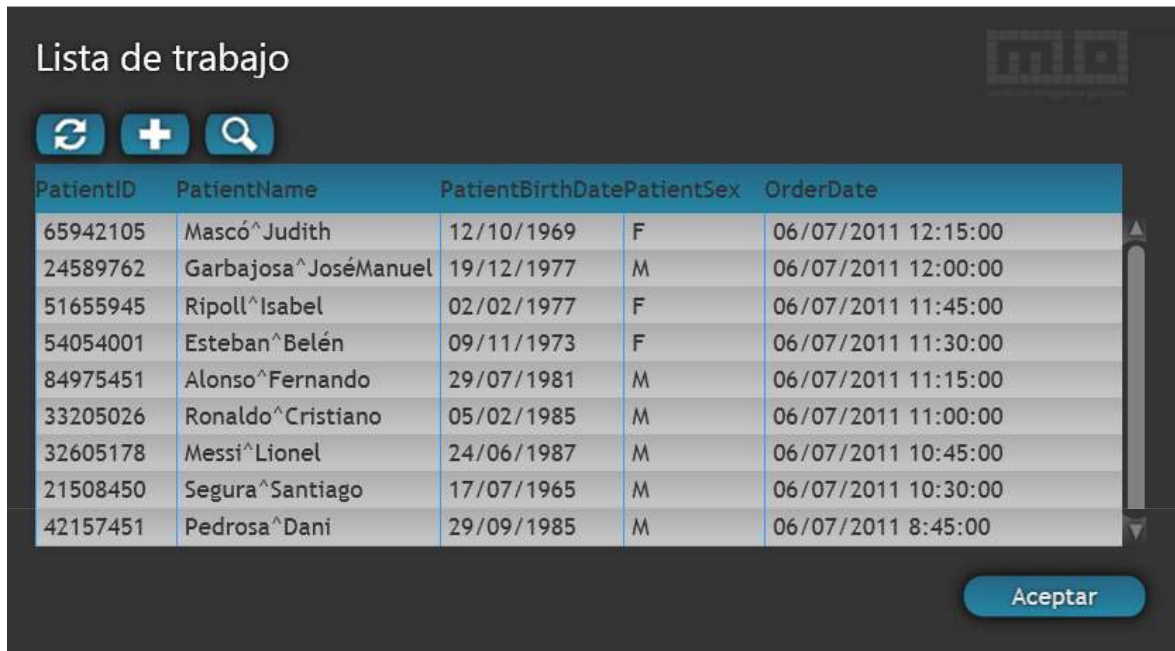 Lista de trabajo
mio
PatientID PatientName PatientBirthDate PatientSex OrderDate
65942105 Mascó^Judith 12/10/1969 F 06/07/2011 12:15:00
24589762 Garbajosa^JoséManuel 19/12/1977 M 06/07/2011 12:00:00
51655945 Ripoll^Isabel 02/02/1977 F 06/07/2011 11:45:00
54054001 Esteban^Belén 09/11/1973 F 06/07/2011 11:30:00
84975451 Alonso^Fernando 29/07/1981 M 06/07/2011 11:15:00
33205026 Ronaldo^Cristiano 05/02/1985 M 06/07/2011 11:00:00
32605178 Messi^Lionel 24/06/1987 M 06/07/2011 10:45:00
21508450 Segura^Santiago 17/07/1965 M 06/07/2011 10:30:00
42157451 Pedrosa^Dani 29/09/1985 M 06/07/2011 8:45:00
Aceptar